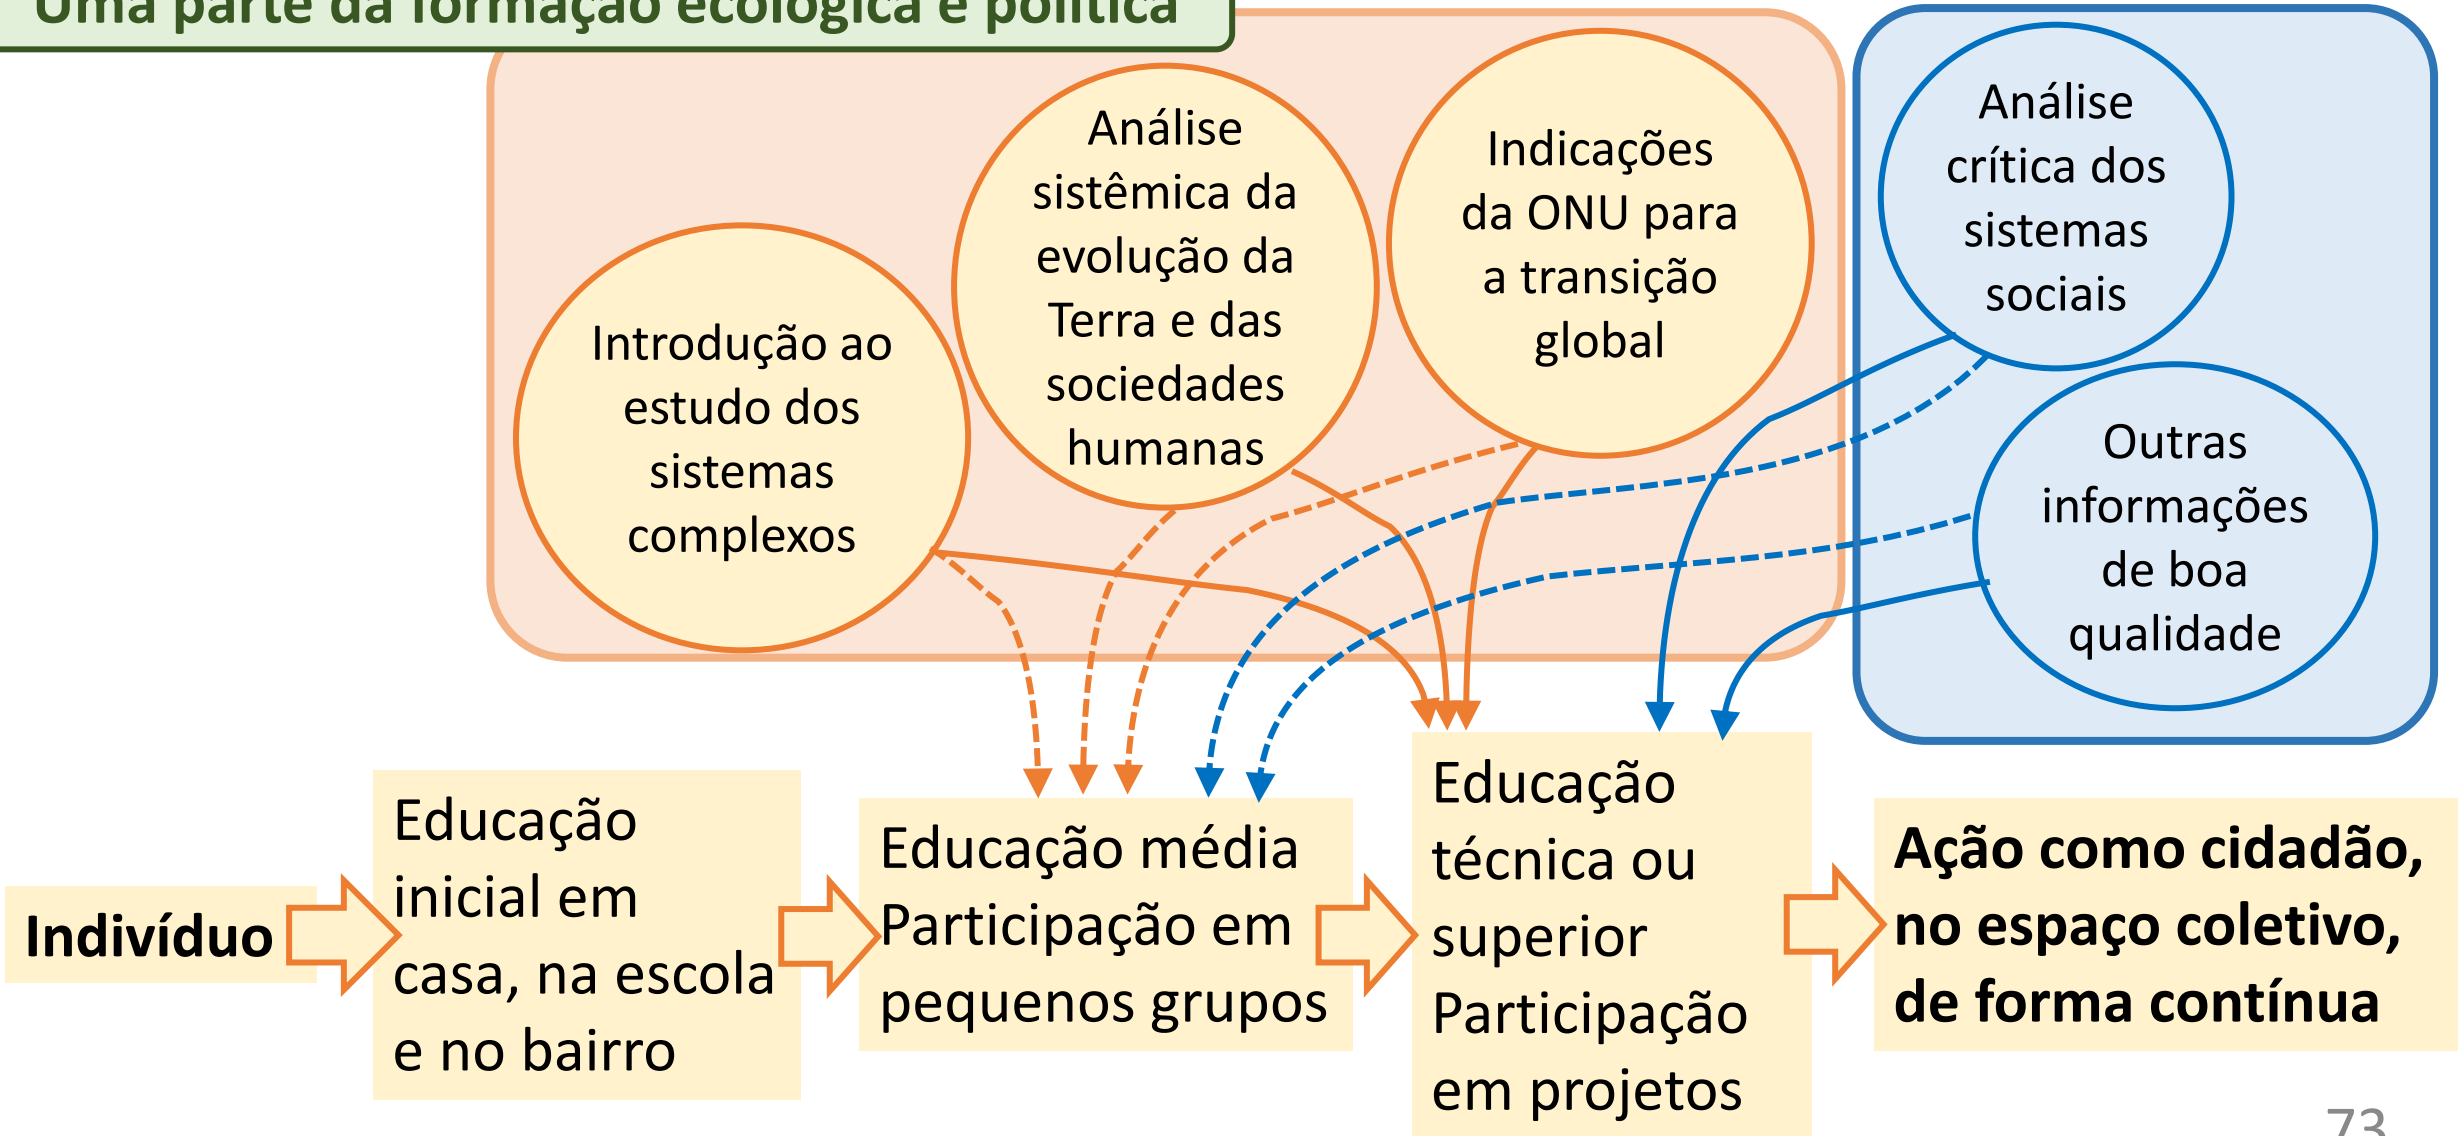 Uma parte da formação ecológica e política
Análise
sistêmica da
evolução da
Terra e das
sociedades
humanas
Indicações
da ONU para
a transição
global
Análise
crítica dos
sistemas
sociais
Introdução ao
estudo dos
sistemas
complexos
Outras
informações
de boa
qualidade
Indivíduo
Educação
inicial em
casa, na escola
e no bairro
Educação média
Participação em
pequenos grupos
Educação
técnica ou
superior
Participação
em projetos
Ação como cidadão,
no espaço coletivo,
de forma contínua
73